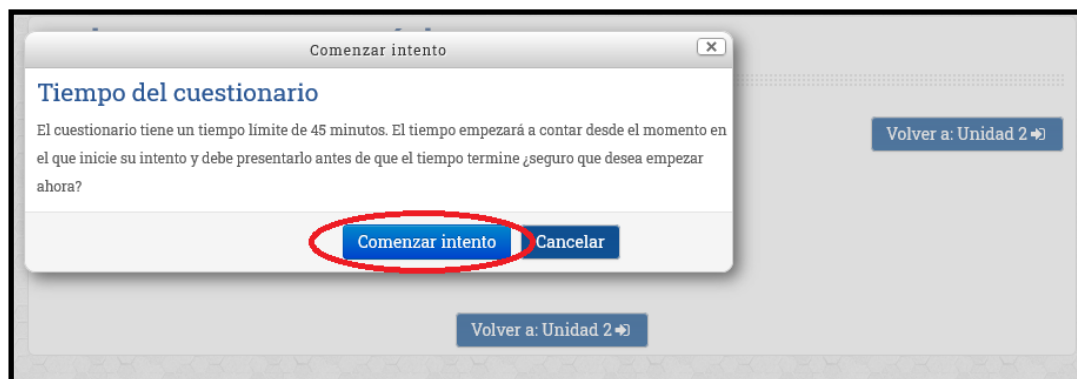 Comenzar intento
Tiempo del cuestionario
El cuestionario tiene un tiempo límite de 45 minutos. El tiempo empezará a contar desde el momento en
el que inicie su intento y debe presentarlo antes de que el tiempo termine ¿seguro que desea empezar
ahora?
Volver a: Unidad 2
Comenzar intento Cancelar
Volver a: Unidad 2